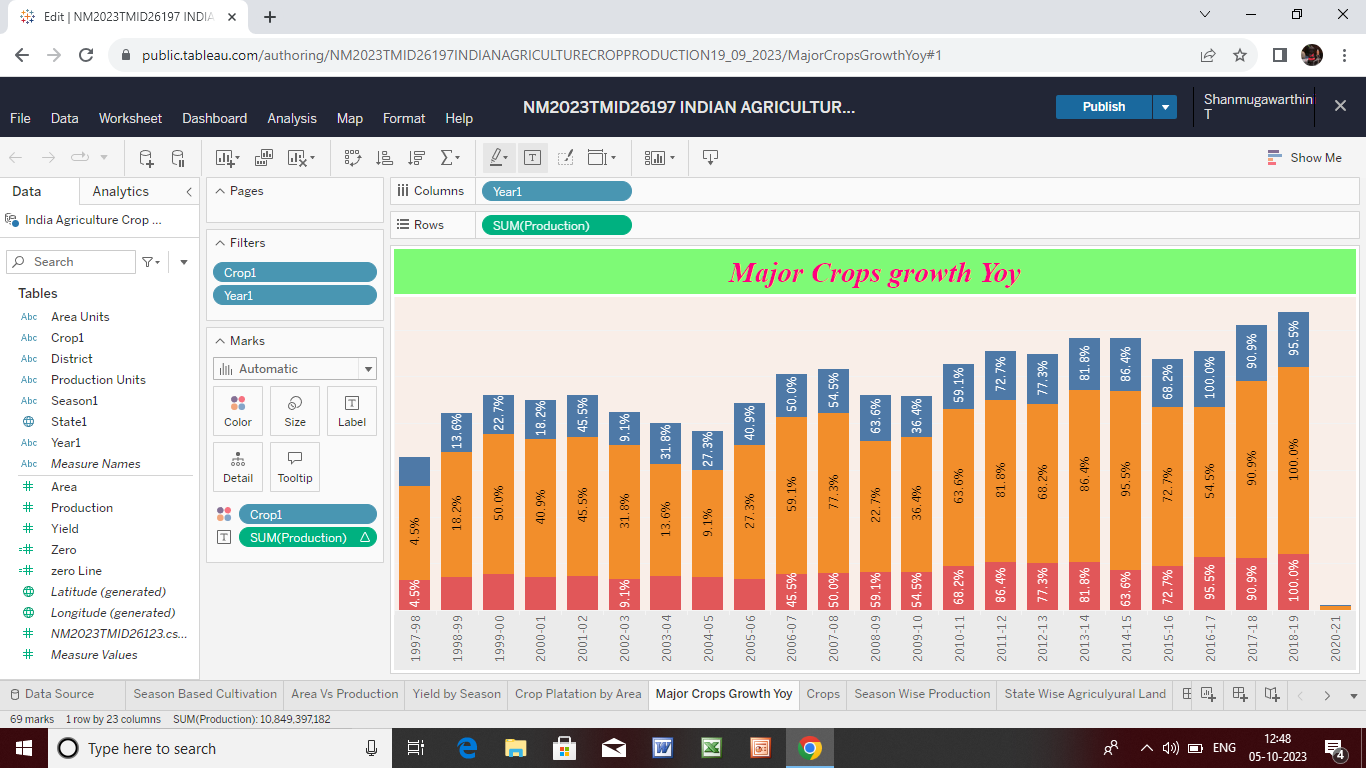 Edit | NM2023TMID26197 INDIA
public.tableau.com/authoring/NM2023TMID26197INDIANAGRICULTURECROPPRODUCTION19_09_2023/MajorCropsGrowthYoy#1
NM2023TMID26197 INDIAN AGRICULTUR...
Publish
Shanmugawarthin
T
File Data Worksheet Dashboard Analysis Map Format Help
Show Me
Data Analytics
India Agriculture Crop ...
Search
Tables
Abc Area Units
Abc Crop1
Abc District
Abc Production Units
Abc Season1
State1
Abc Year1
Abc Measure Names
Area
Production
Yield
Zero
zero Line
Latitude (generated)
Longitude (generated)
NM2023TMID26123.cs...
Measure Values
Pages
Filters
Crop1
Year1
Marks
Automatic
Color Size Label
Detail Tooltip
Crop1
SUM(Production)
Columns Year1
Rows SUM(Production)
Major Crops growth Yoy
13.6% 22.7% 18.2% 45.5% 9.1% 31.8% 27.3% 40.9% 50.0% 54.5% 63.6% 36.4% 59.1% 72.7% 77.3% 81.8% 86.4% 68.2% 100.0% 90.9% 95.5%
4.5% 18.2% 50.0% 40.9% 45.5% 31.8% 13.6% 9.1% 27.3% 59.1% 77.3% 22.7% 36.4% 63.6% 81.8% 68.2% 86.4% 95.5% 72.7% 54.5% 90.9% 100.0%
4.5% 9.1% 45.5% 50.0% 59.1% 54.5% 68.2% 86.4% 77.3% 81.8% 63.6% 72.7% 95.5% 90.9% 100.0%
1997-98 1998-99 1999-00 2000-01 2001-02 2002-03 2003-04 2004-05 2005-06 2006-07 2007-08 2008-09 2009-10 2010-11 2011-12 2012-13 2013-14 2014-15 2015-16 2016-17 2017-18 2018-19 2020-21
Data Source Season Based Cultivation Area Vs Production Yield by Season Crop Platation by Area Major Crops Growth Yoy Crops Season Wise Production State Wise Agriculyural Land
69 marks 1 row by 23 columns SUM(Production): 10,849,397,182
Type here to search
ENG
12:48
05-10-2023
4